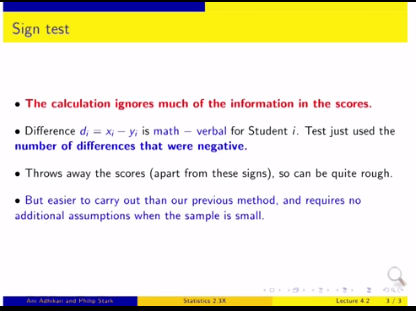 Sign test
• The calculation ignores much of the information in the scores.
• Difference dᵢ = xᵢ − yᵢ is math − verbal for Student i. Test just used the
number of differences that were negative.
• Throws away the scores (apart from these signs), so can be quite rough.
• But easier to carry out than our previous method, and requires no
additional assumptions when the sample is small.
Ani Adhikari and Philip Stark Statistics 2.3X Lecture 4.2 3 / 3